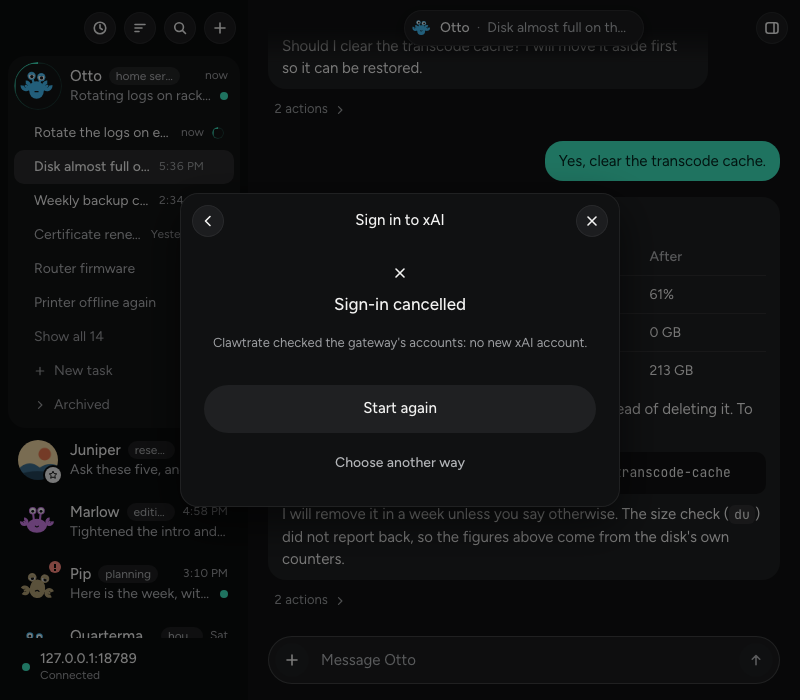 Otto · Disk almost full on th...
Otto home ser... now
Rotating logs on rack...
Rotate the logs on e... now
Disk almost full o... 5:36 PM
Weekly backup c... 2:34
Certificate rene... Yeste
Router firmware
Printer offline again
Show all 14
+ New task
Archived
Juniper rese...
Ask these five, an
Marlow editi... 4:58 PM
Tightened the intro and...
Pip planning 3:10 PM
Here is the week, wit...
Quarterma hou... Sat
127.0.0.1:18789
Connected
Should I clear the transcode cache? I will move it aside first
so it can be restored.
2 actions
Yes, clear the transcode cache.
After
61%
0 GB
213 GB
ead of deleting it. To
transcode-cache
I will remove it in a week unless you say otherwise. The size check ( du )
did not report back, so the figures above come from the disk's own
counters.
2 actions
Message Otto
Sign in to xAI
Sign-in cancelled
Clawtrate checked the gateway's accounts: no new xAI account.
Start again
Choose another way